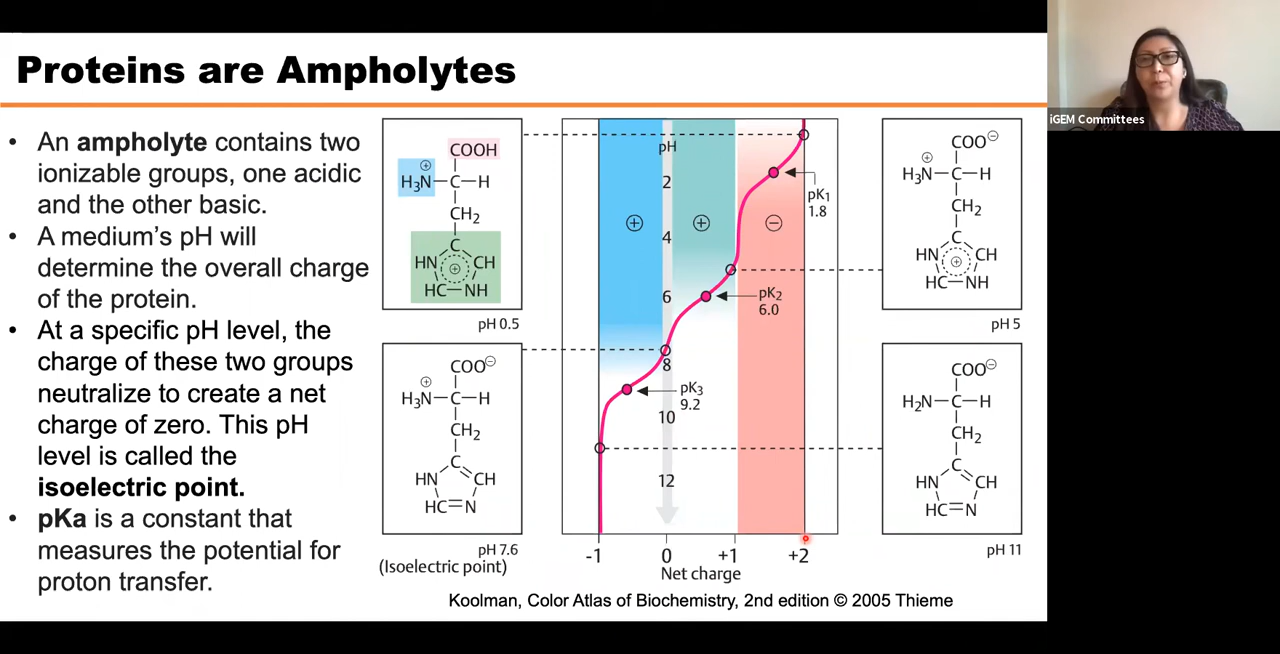 Proteins are Ampholytes
iGEM Committees
• An ampholyte contains two
ionizable groups, one acidic
and the other basic.
• A medium's pH will
determine the overall charge
of the protein.
• At a specific pH level, the
charge of these two groups
neutralize to create a net
charge of zero. This pH
level is called the
isoelectric point.
• pKa is a constant that
measures the potential for
proton transfer.
COOH
⊕
H₃N—C—H
CH₂
C
HN ⊕ CH
HC—NH
pH 0.5
COO⊖
⊕
H₃N—C—H
CH₂
C
HN CH
HC=N
pH 7.6
(Isoelectric point)
pH
2
4
6
8
10
12
⊕
⊕
⊖
pK₁
1.8
pK₂
6.0
pK₃
9.2
-1 0 +1 +2
Net charge
COO⊖
⊕
H₃N—C—H
CH₂
C
HN ⊕ CH
HC—NH
pH 5
COO⊖
H₂N—C—H
CH₂
C
HN CH
HC=N
pH 11
Koolman, Color Atlas of Biochemistry, 2nd edition © 2005 Thieme